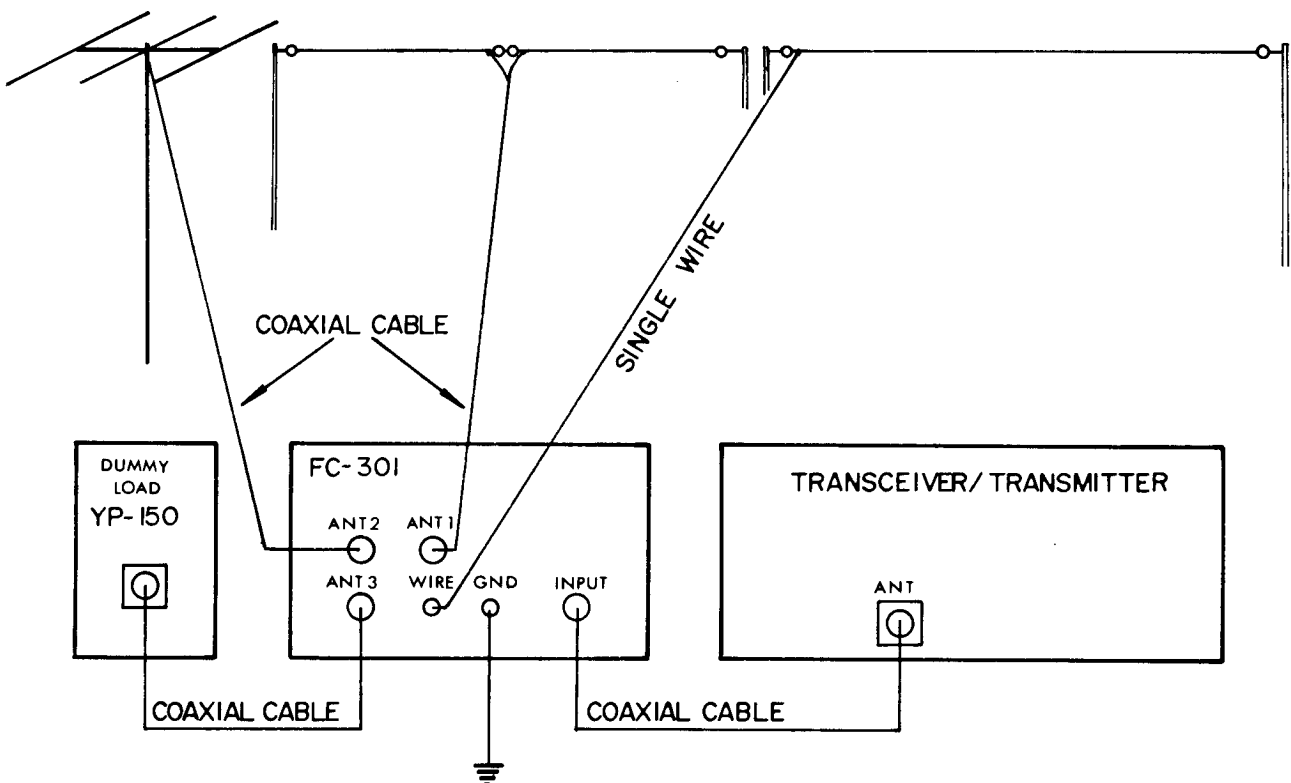 COAXIAL CABLE
SINGLE WIRE
DUMMY
LOAD
YP-150
FC-301
ANT2 ANT1
ANT3 WIRE GND INPUT
TRANSCEIVER/TRANSMITTER
ANT
COAXIAL CABLE
COAXIAL CABLE